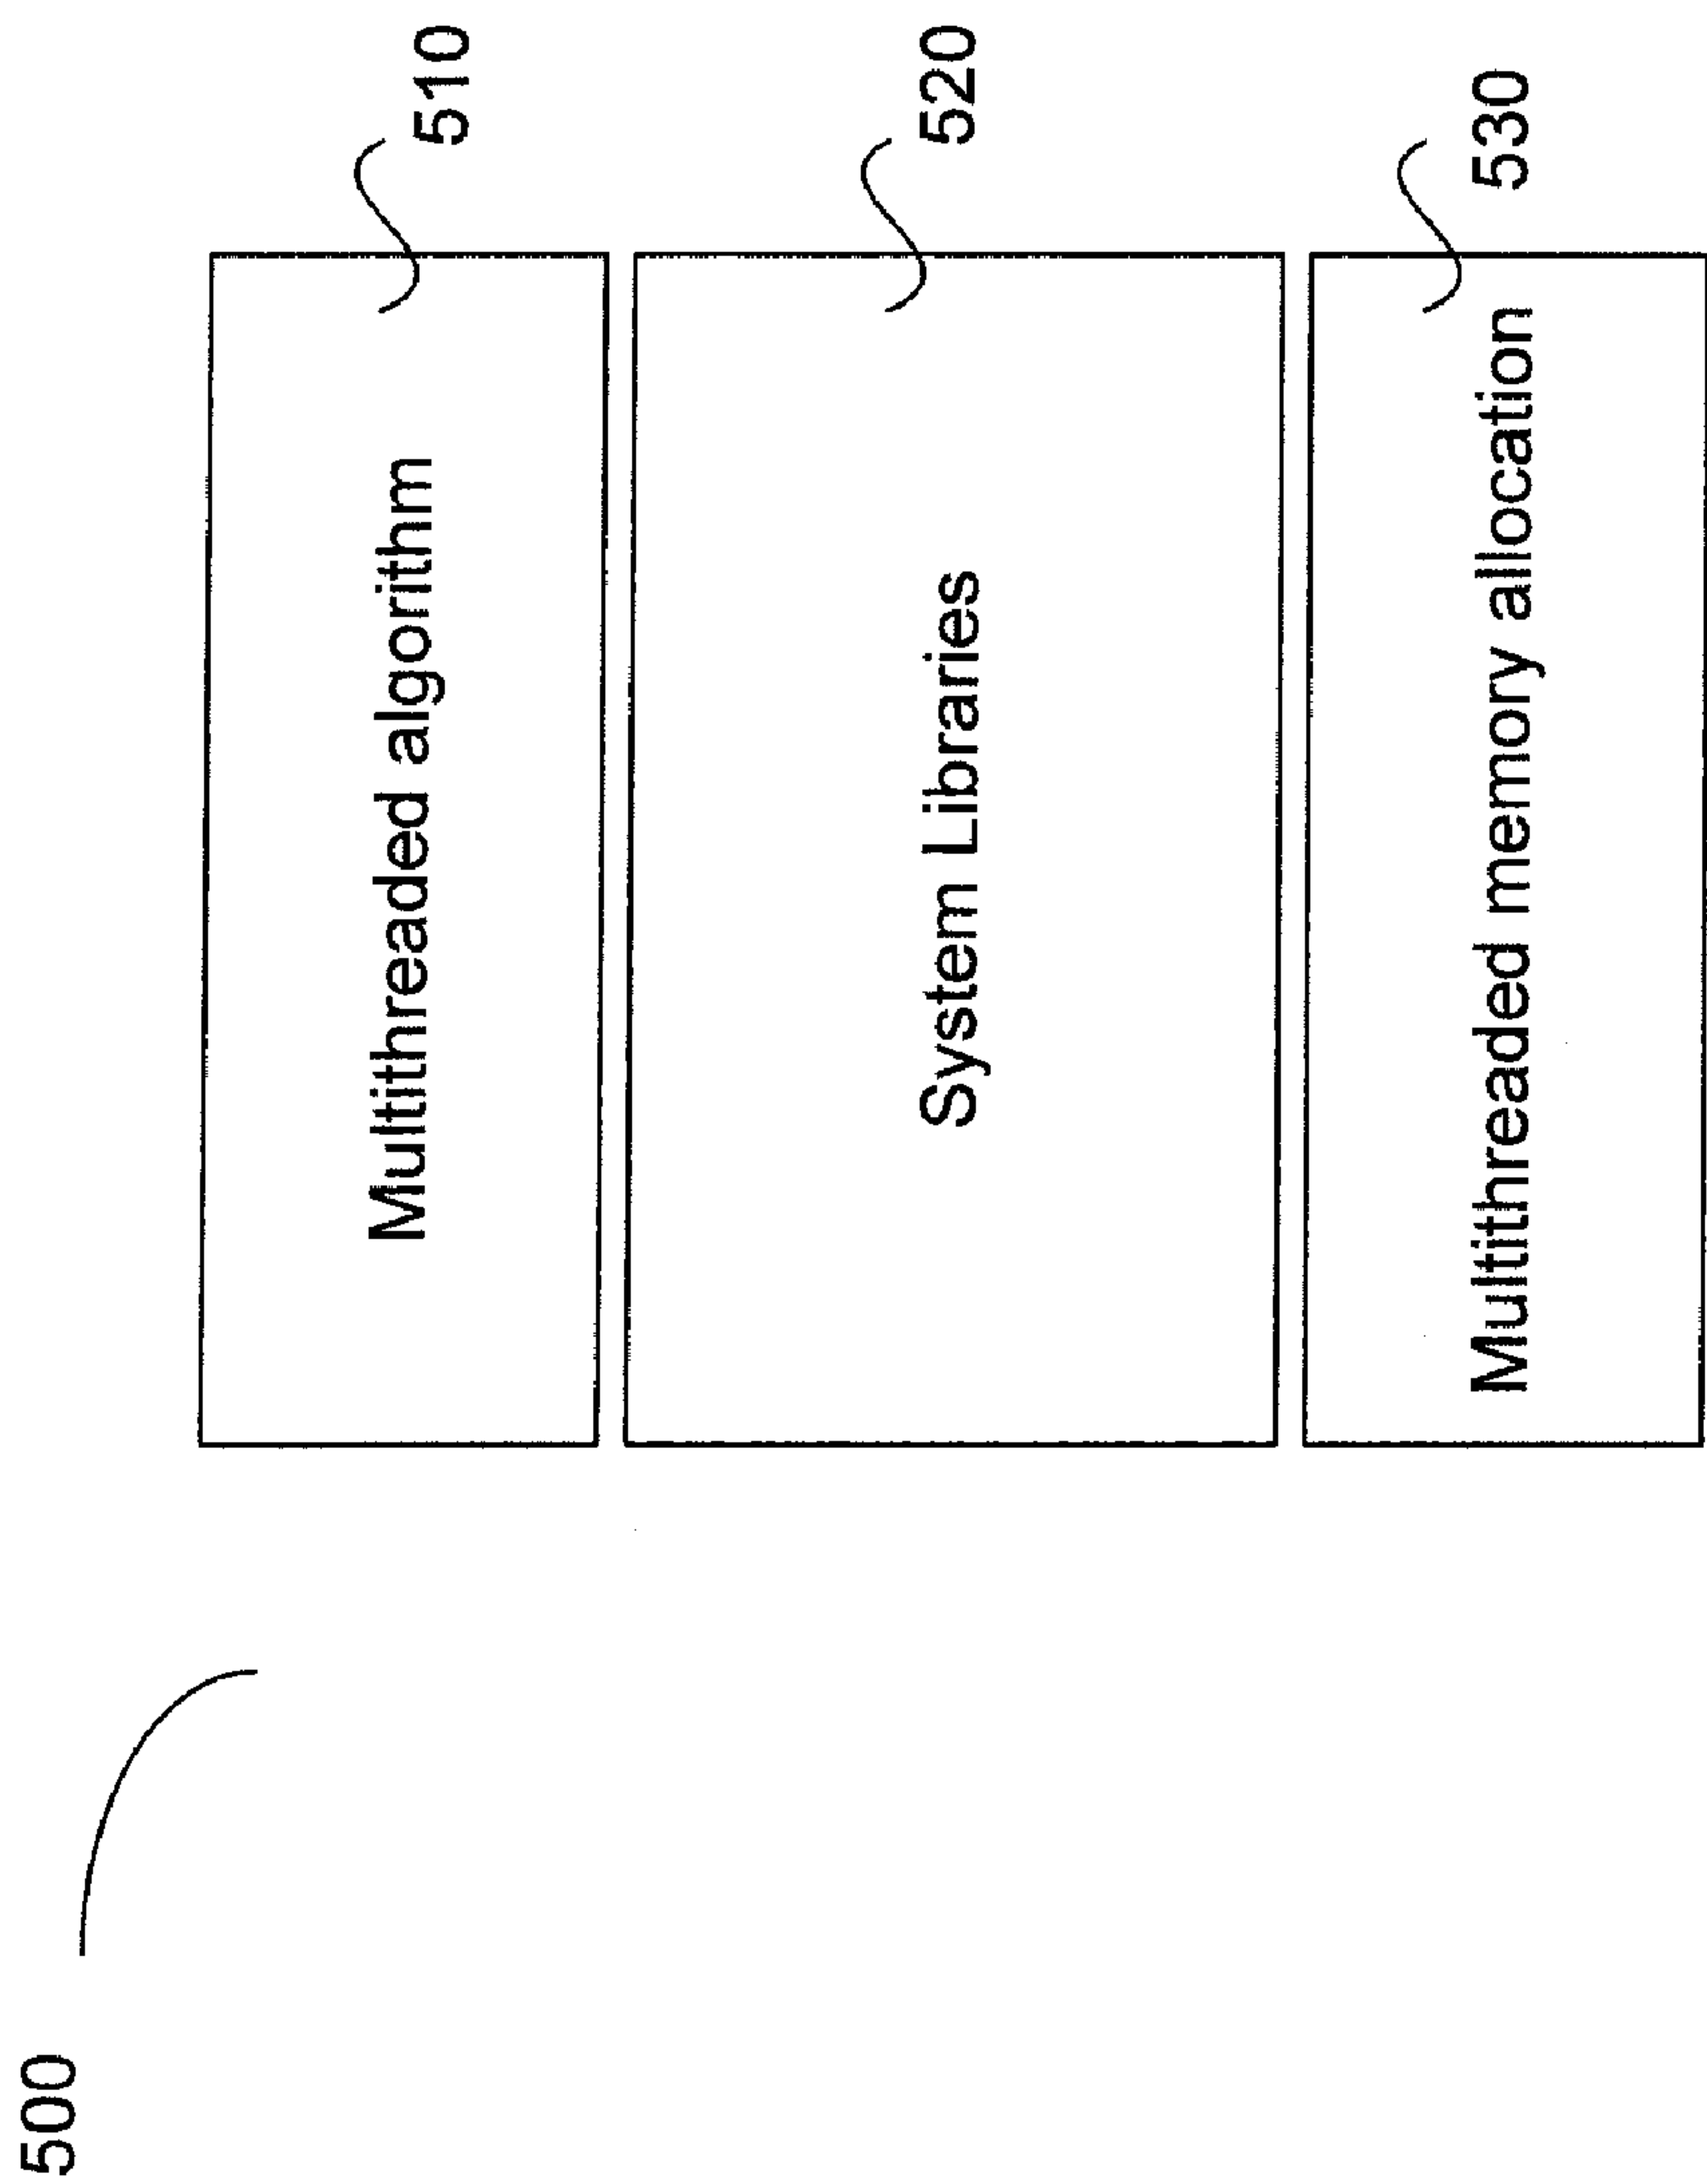 500
Multithreaded algorithm
510
System Libraries
520
Multithreaded memory allocation
530